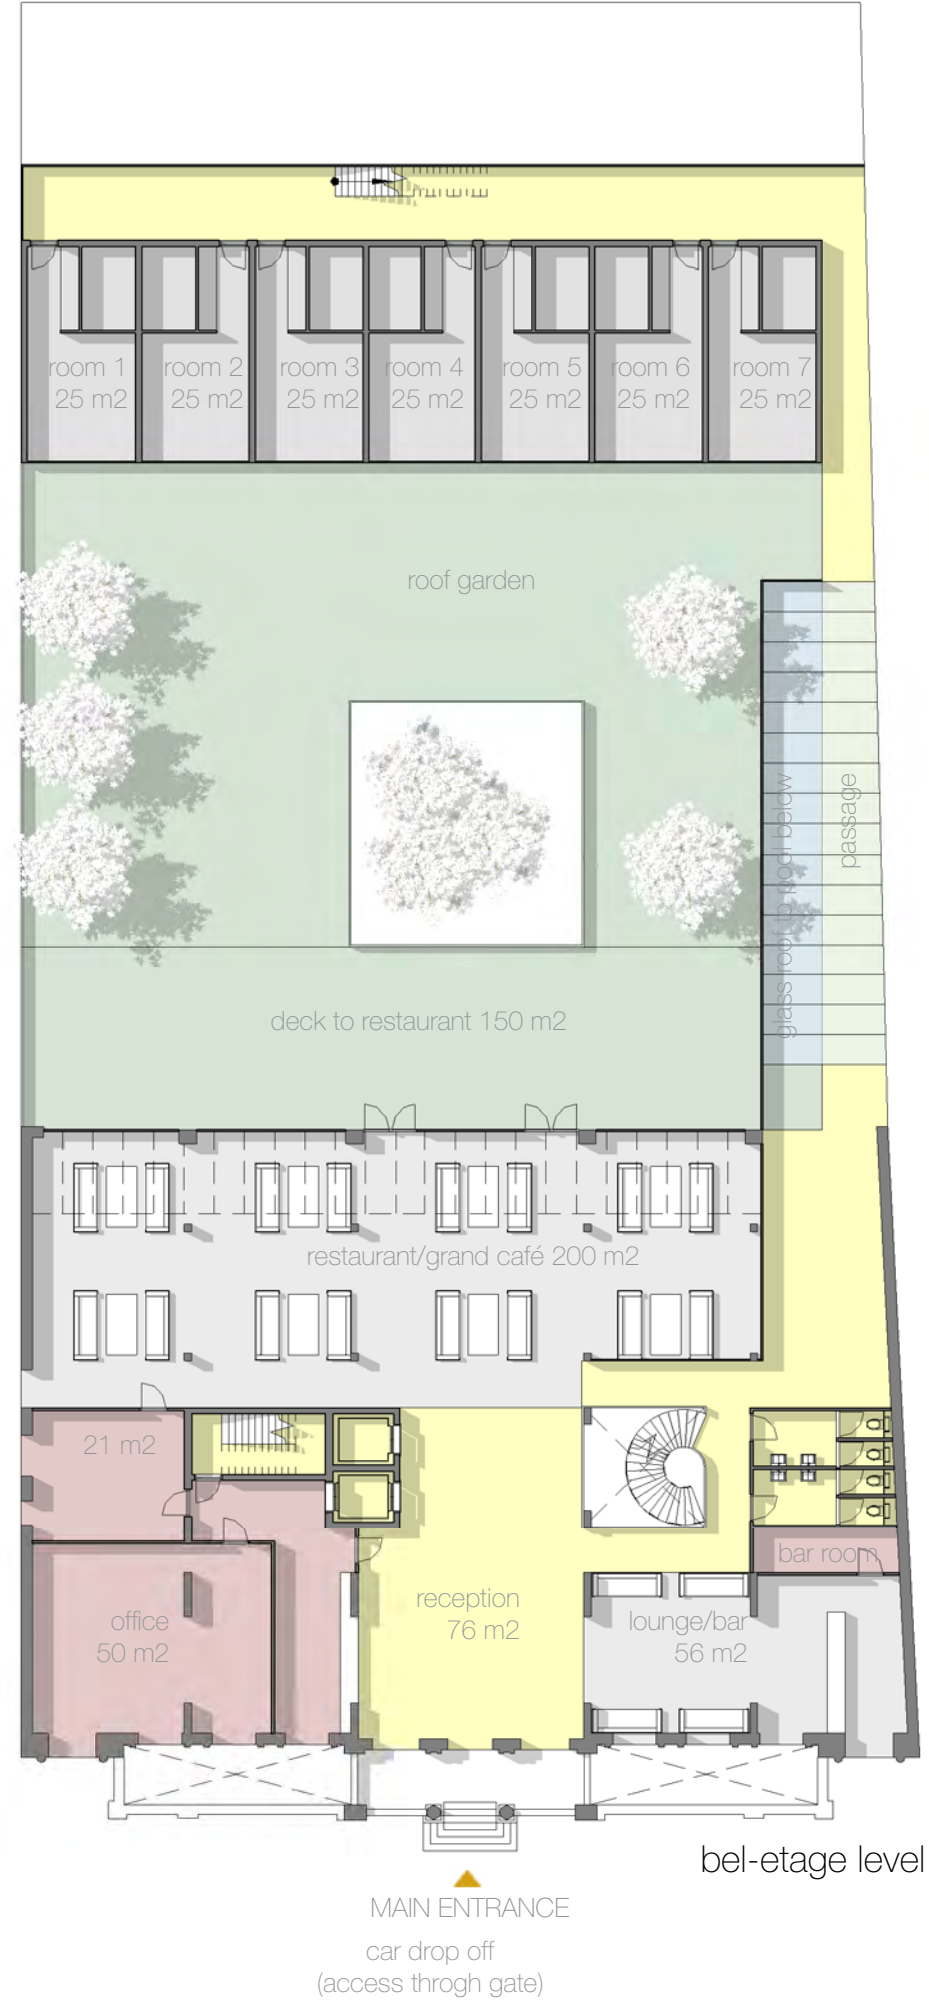 room 1
25 m2
room 2
25 m2
room 3
25 m2
room 4
25 m2
room 5
25 m2
room 6
25 m2
room 7
25 m2
roof garden
glass roof to pool below
passage
deck to restaurant 150 m2
restaurant/grand café 200 m2
21 m2
bar room
office
50 m2
reception
76 m2
lounge/bar
56 m2
bel-etage level
MAIN ENTRANCE
car drop off
(access throgh gate)